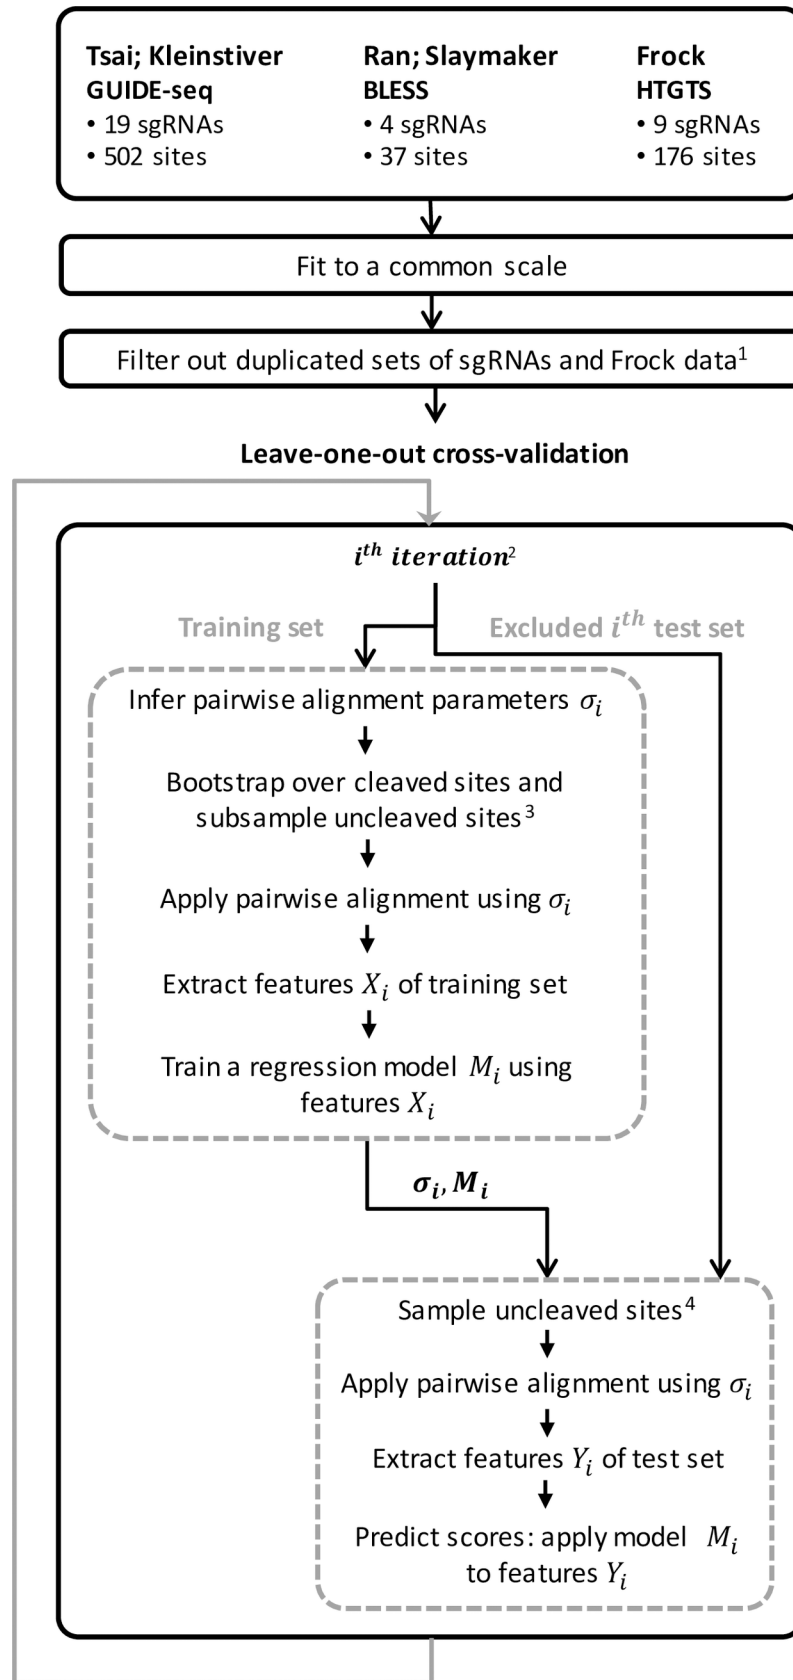 Tsai; Kleinstiver
GUIDE-seq
• 19 sgRNAs
• 502 sites
Ran; Slaymaker
BLESS
• 4 sgRNAs
• 37 sites
Frock
HTGTS
• 9 sgRNAs
• 176 sites
Fit to a common scale
Filter out duplicated sets of sgRNAs and Frock data¹
Leave-one-out cross-validation
iᵗʰ iteration²
Training set
Excluded iᵗʰ test set
Infer pairwise alignment parameters σᵢ
Bootstrap over cleaved sites and
subsample uncleaved sites³
Apply pairwise alignment using σᵢ
Extract features Xᵢ of training set
Train a regression model Mᵢ using
features Xᵢ
σᵢ, Mᵢ
Sample uncleaved sites⁴
Apply pairwise alignment using σᵢ
Extract features Yᵢ of test set
Predict scores: apply model Mᵢ
to features Yᵢ